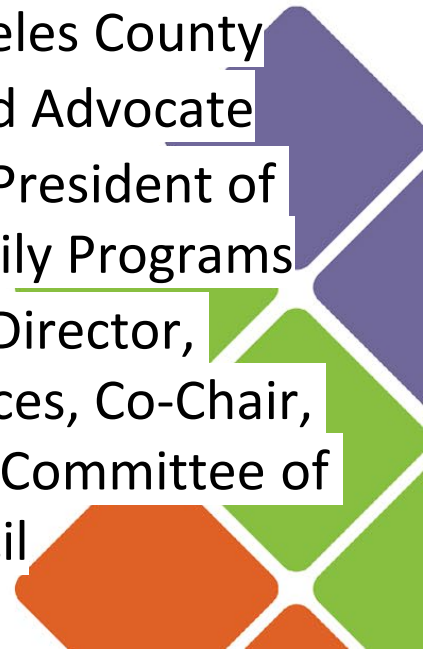 eles County
d Advocate
President of
ily Programs
Director,
ces, Co-Chair,
Committee of
il